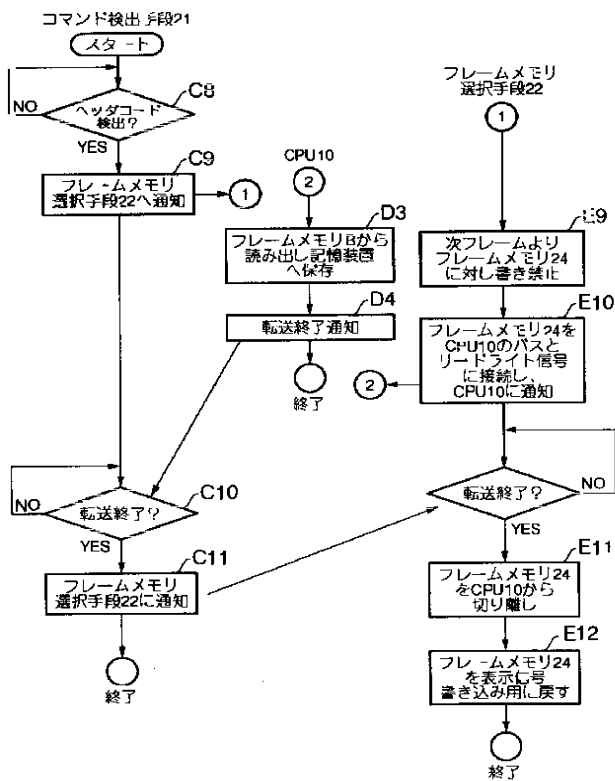 コマンド検出手段21
スタート
C8
ヘッダコード
検出?
NO
YES
C9
フレームメモリ
選択手段22へ通知
1
CPU10
2
D3
フレームメモリBから
読み出し記憶装置
へ保存
D4
転送終了通知
終了
C10
転送終了?
NO
YES
C11
フレームメモリ
選択手段22に通知
終了
フレームメモリ
選択手段22
1
E9
次フレームより
フレームメモリ24
に対し書き禁止
E10
フレームメモリ24を
CPU10のバスと
リードライト信号
に接続し、
CPU10に通知
2
転送終了?
NO
YES
E11
フレームメモリ24
をCPU10から
切り離し
E12
フレームメモリ24
を表示信号
書き込み用に戻す
終了